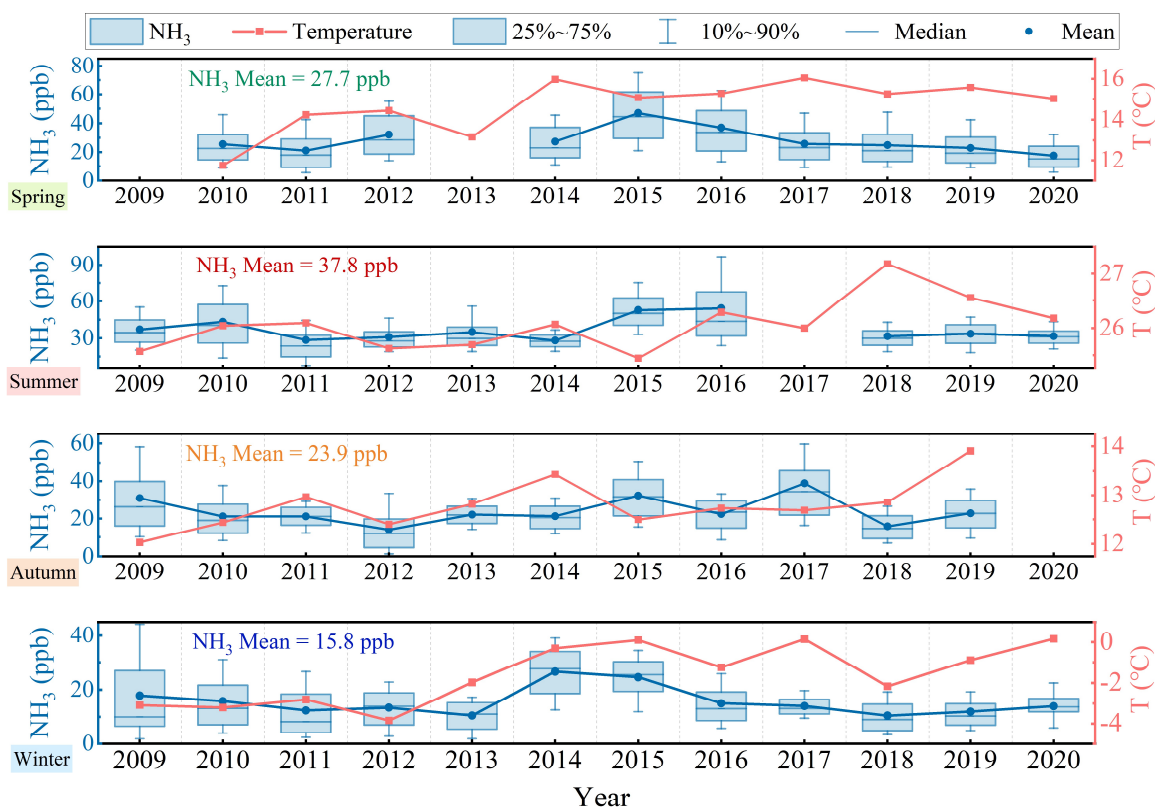 NH₃ Temperature 25%~75% 10%~90% Median Mean
NH₃ Mean = 27.7 ppb
NH₃ (ppb)
80
60
40
20
0
16
14
12
T (°C)
2009 2010 2011 2012 2013 2014 2015 2016 2017 2018 2019 2020
Spring
NH₃ Mean = 37.8 ppb
NH₃ (ppb)
90
60
30
27
26
T (°C)
2009 2010 2011 2012 2013 2014 2015 2016 2017 2018 2019 2020
Summer
NH₃ Mean = 23.9 ppb
NH₃ (ppb)
60
40
20
0
14
13
12
T (°C)
2009 2010 2011 2012 2013 2014 2015 2016 2017 2018 2019 2020
Autumn
NH₃ Mean = 15.8 ppb
NH₃ (ppb)
40
20
0
0
-2
-4
T (°C)
2009 2010 2011 2012 2013 2014 2015 2016 2017 2018 2019 2020
Winter
Year